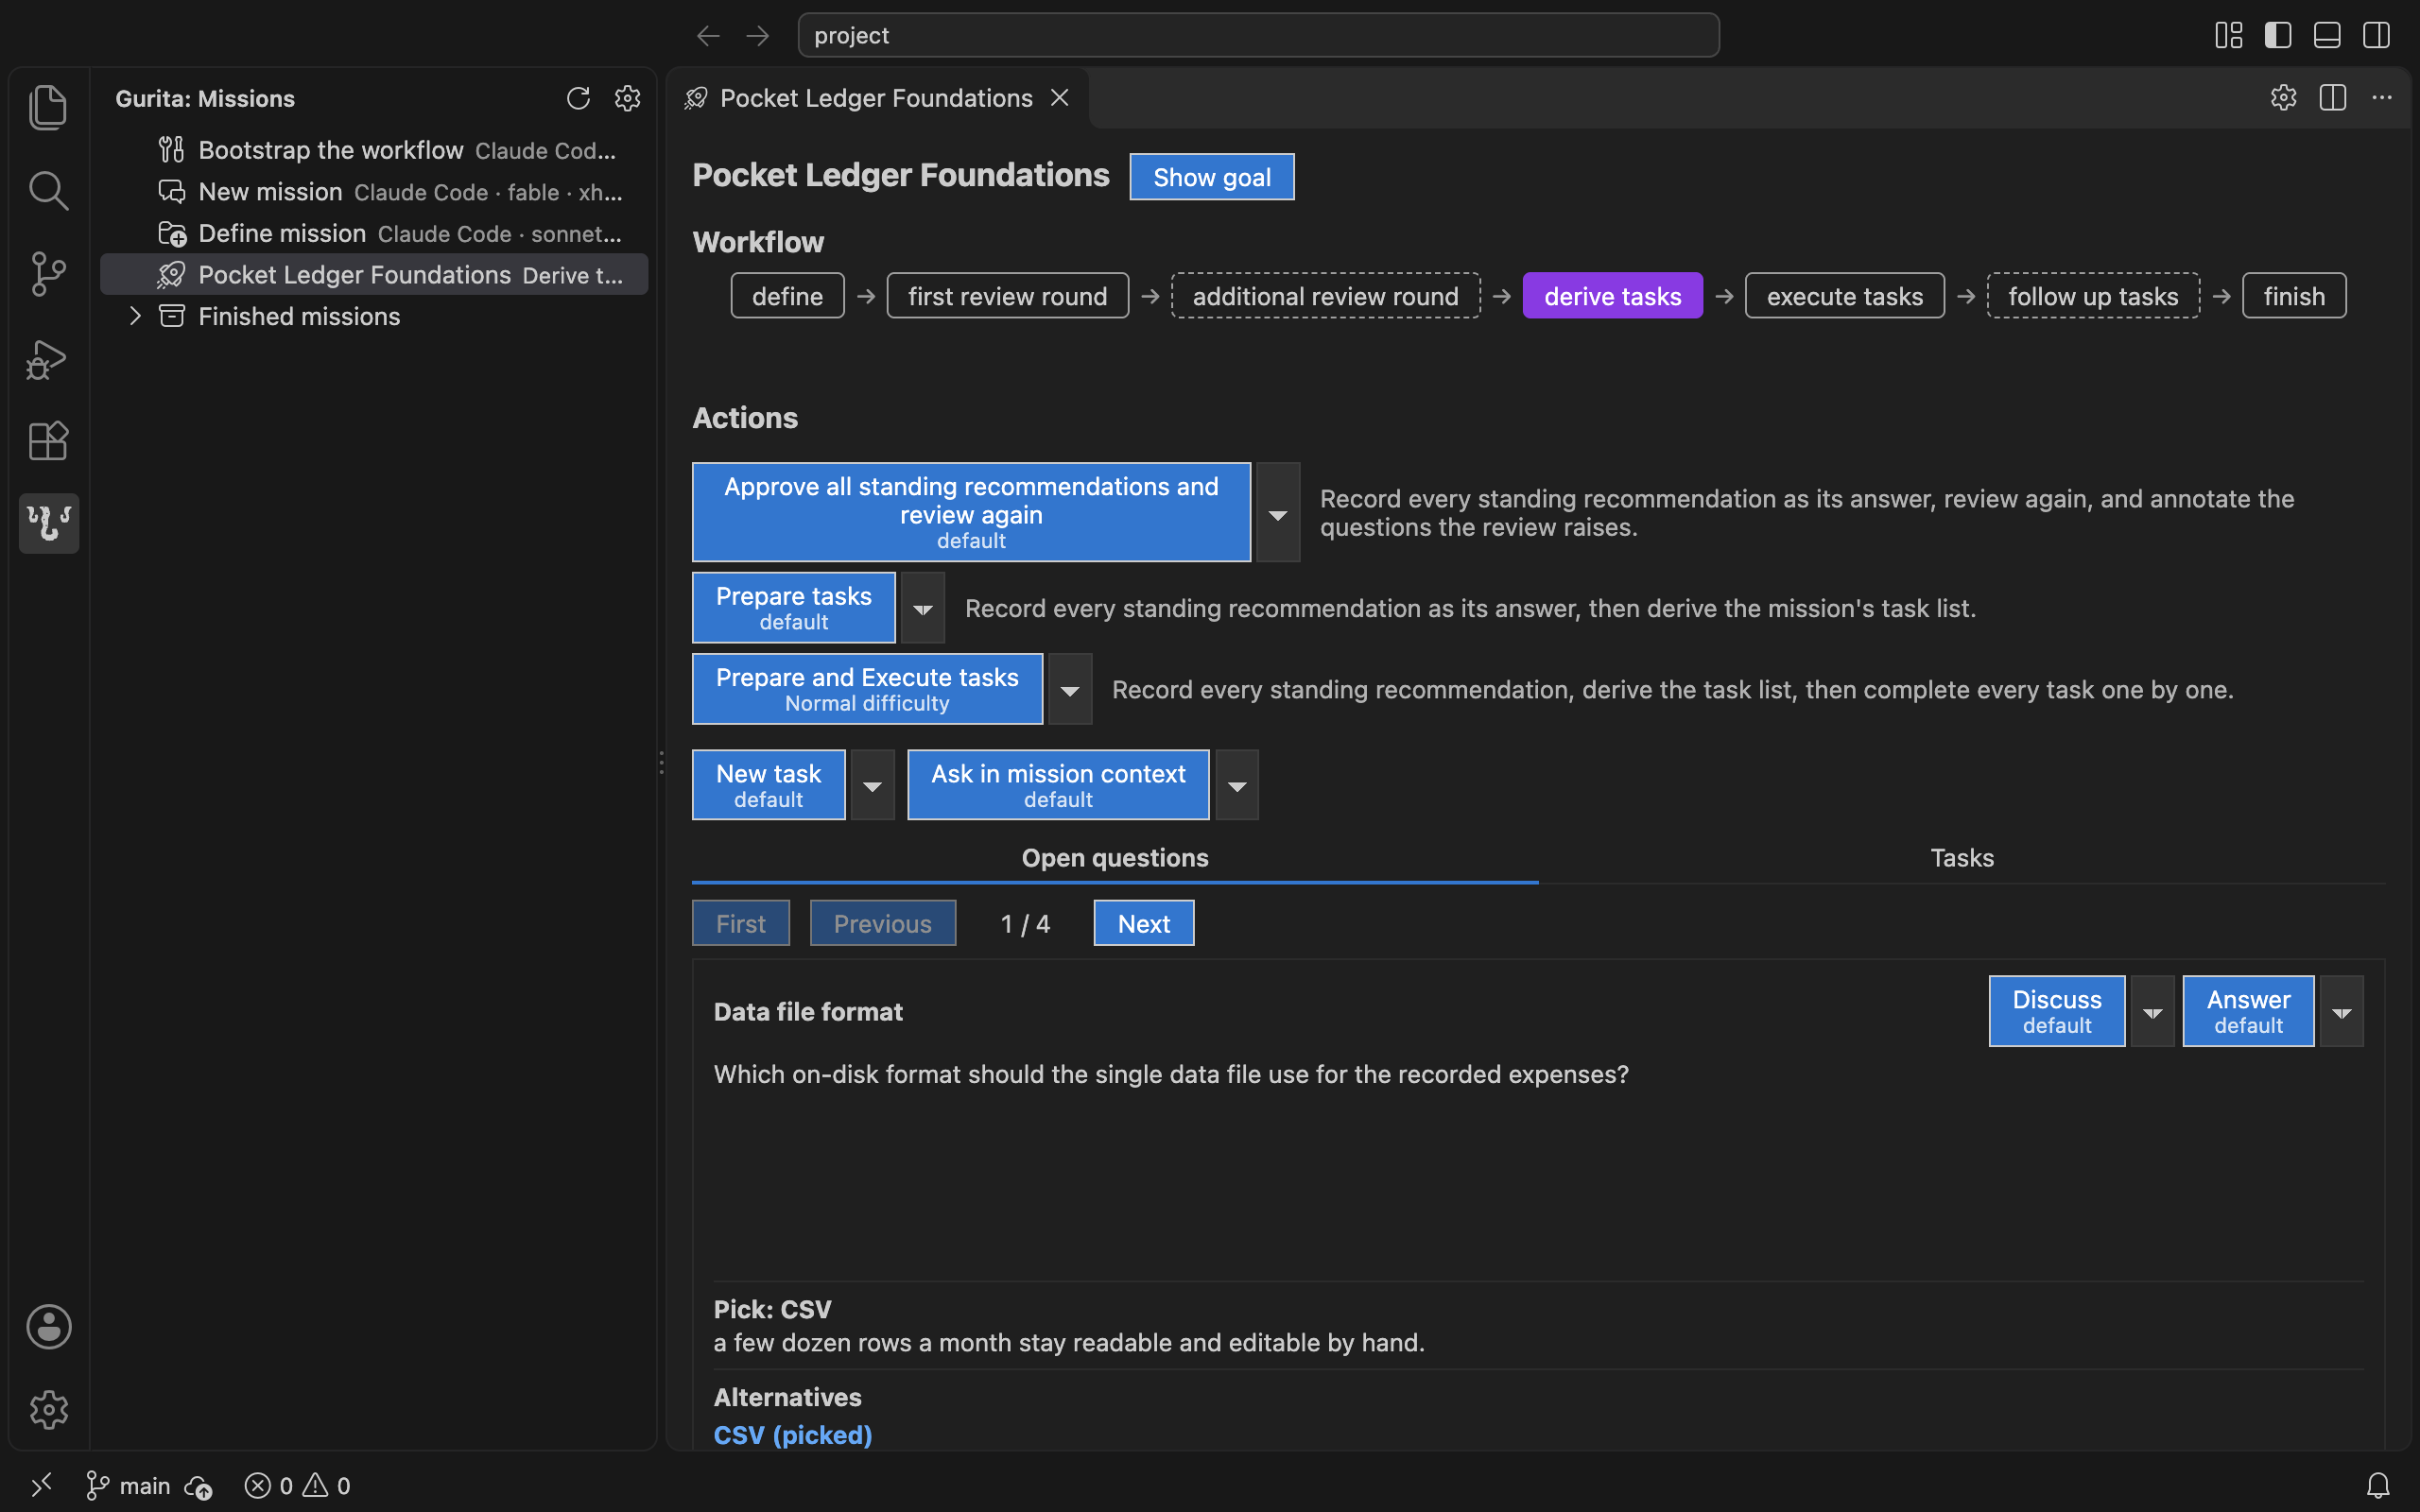 project
Gurita: Missions
Bootstrap the workflow Claude Cod...
New mission Claude Code · fable · xh...
Define mission Claude Code · sonnet...
Pocket Ledger Foundations Derive t...
Finished missions
Pocket Ledger Foundations
Pocket Ledger Foundations Show goal
Workflow
define → first review round → additional review round → derive tasks → execute tasks → follow up tasks → finish
Actions
Approve all standing recommendations and
review again
default
Record every standing recommendation as its answer, review again, and annotate the
questions the review raises.
Prepare tasks
default
Record every standing recommendation as its answer, then derive the mission's task list.
Prepare and Execute tasks
Normal difficulty
Record every standing recommendation, derive the task list, then complete every task one by one.
New task
default
Ask in mission context
default
Open questions Tasks
First Previous 1 / 4 Next
Data file format
Discuss
default
Answer
default
Which on-disk format should the single data file use for the recorded expenses?
Pick: CSV
a few dozen rows a month stay readable and editable by hand.
Alternatives
CSV (picked)
main 0 0